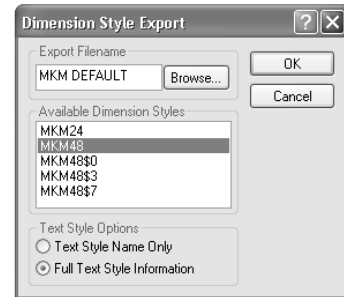 Dimension Style Export
Export Filename
MKM DEFAULT
Browse...
OK
Cancel
Available Dimension Styles
MKM24
MKM48
MKM48$0
MKM48$3
MKM48$7
Text Style Options
Text Style Name Only
Full Text Style Information